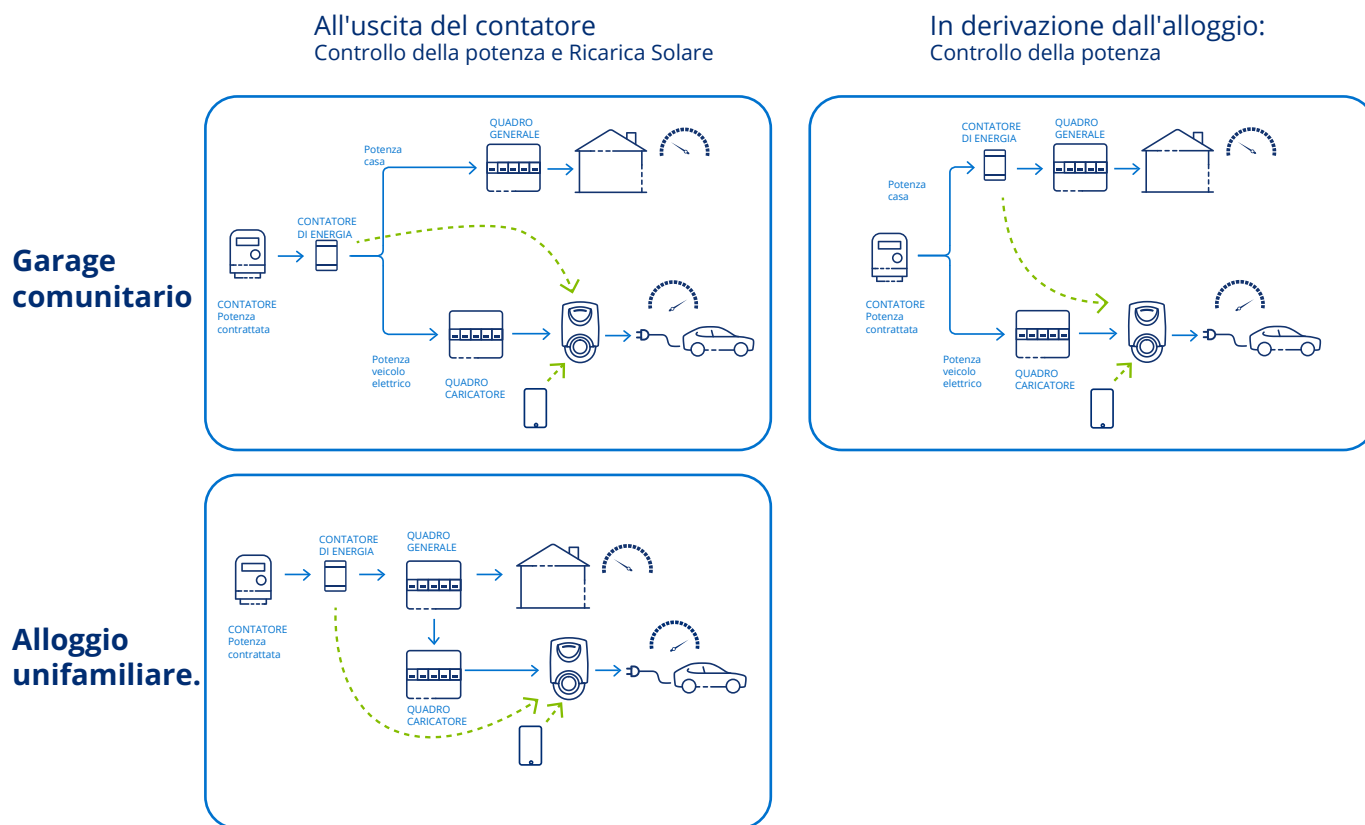 All'uscita del contatore
Controllo della potenza e Ricarica Solare
In derivazione dall'alloggio:
Controllo della potenza
Garage
comunitario
QUADRO
GENERALE
Potenza
casa
CONTATORE
DI ENERGIA
CONTATORE
Potenza
contrattata
Potenza
veicolo
elettrico
QUADRO
CARICATORE
CONTATORE
DI ENERGIA
QUADRO
GENERALE
Potenza
casa
CONTATORE
Potenza
contrattata
Potenza
veicolo
elettrico
QUADRO
CARICATORE
Alloggio
unifamiliare.
CONTATORE
DI ENERGIA
QUADRO
GENERALE
CONTATORE
Potenza
contrattata
QUADRO
CARICATORE